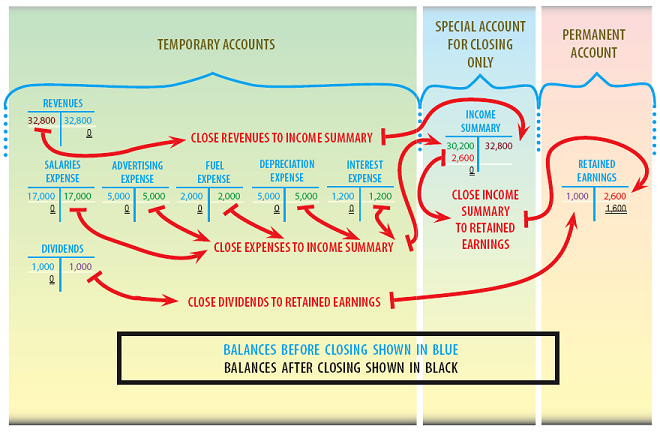 TEMPORARY ACCOUNTS
SPECIAL ACCOUNT
FOR CLOSING
ONLY
PERMANENT
ACCOUNT
REVENUES
32,800 32,800
0
CLOSE REVENUES TO INCOME SUMMARY
INCOME
SUMMARY
30,200 32,800
2,600
0
SALARIES
EXPENSE
17,000 17,000
0
ADVERTISING
EXPENSE
5,000 5,000
0
FUEL
EXPENSE
2,000 2,000
0
DEPRECIATION
EXPENSE
5,000 5,000
0
INTEREST
EXPENSE
1,200 1,200
0
RETAINED
EARNINGS
1,000 2,600
1,600
CLOSE INCOME
SUMMARY
TO RETAINED
EARNINGS
CLOSE EXPENSES TO INCOME SUMMARY
DIVIDENDS
1,000 1,000
0
CLOSE DIVIDENDS TO RETAINED EARNINGS
BALANCES BEFORE CLOSING SHOWN IN BLUE
BALANCES AFTER CLOSING SHOWN IN BLACK